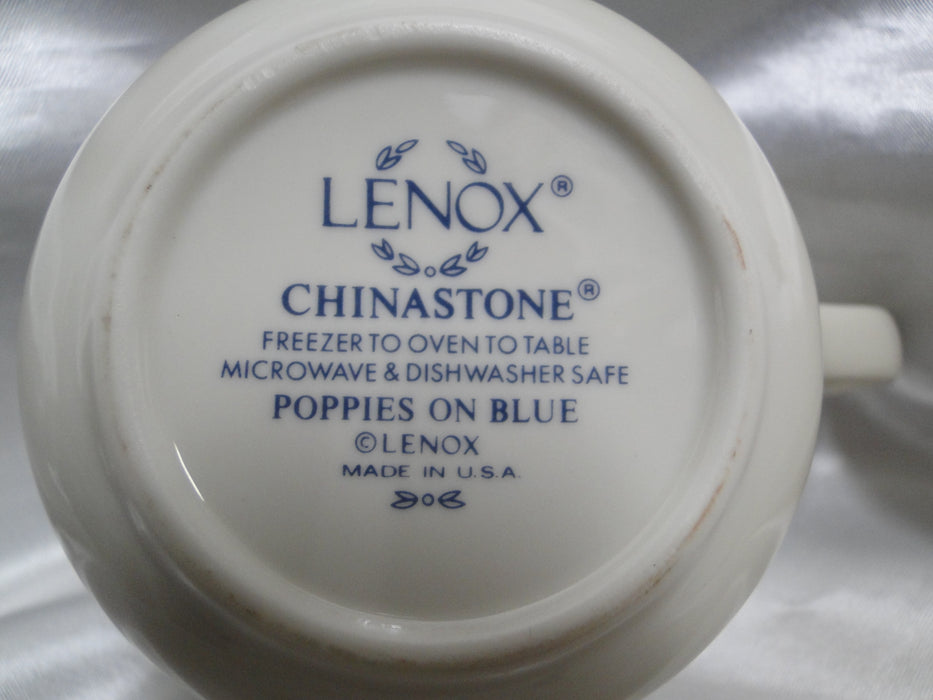 LENOX®
CHINASTONE®
FREEZER TO OVEN TO TABLE
MICROWAVE & DISHWASHER SAFE
POPPIES ON BLUE
©LENOX
MADE IN U.S.A.